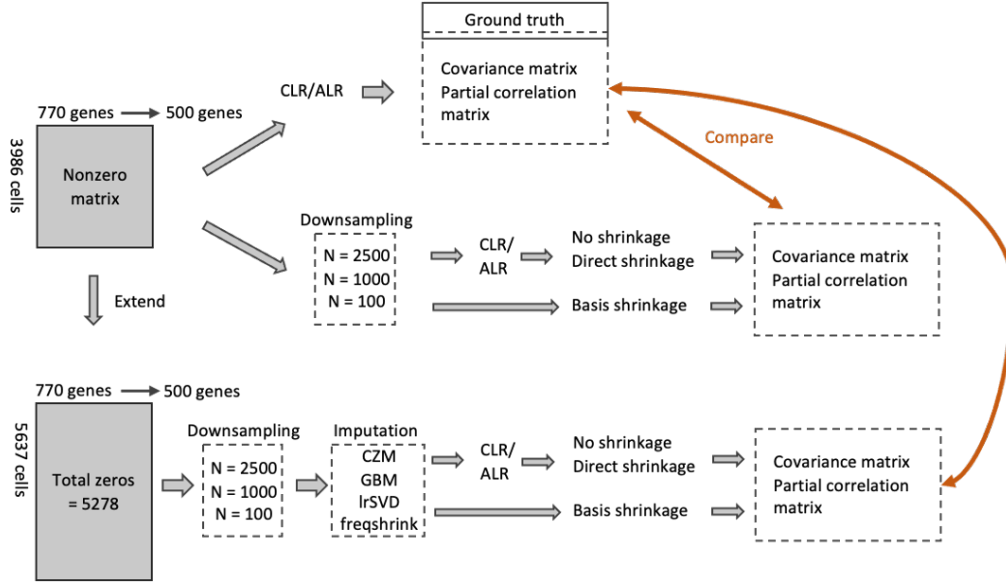 Ground truth
Covariance matrix
Partial correlation
matrix
CLR/ALR
770 genes
500 genes
3986 cells
Nonzero
matrix
Compare
Downsampling
N = 2500
N = 1000
N = 100
CLR/
ALR
No shrinkage
Direct shrinkage
Basis shrinkage
Covariance matrix
Partial correlation
matrix
Extend
770 genes
500 genes
5637 cells
Total zeros
= 5278
Downsampling
N = 2500
N = 1000
N = 100
Imputation
CZM
GBM
lrSVD
freqshrink
CLR/
ALR
No shrinkage
Direct shrinkage
Basis shrinkage
Covariance matrix
Partial correlation
matrix